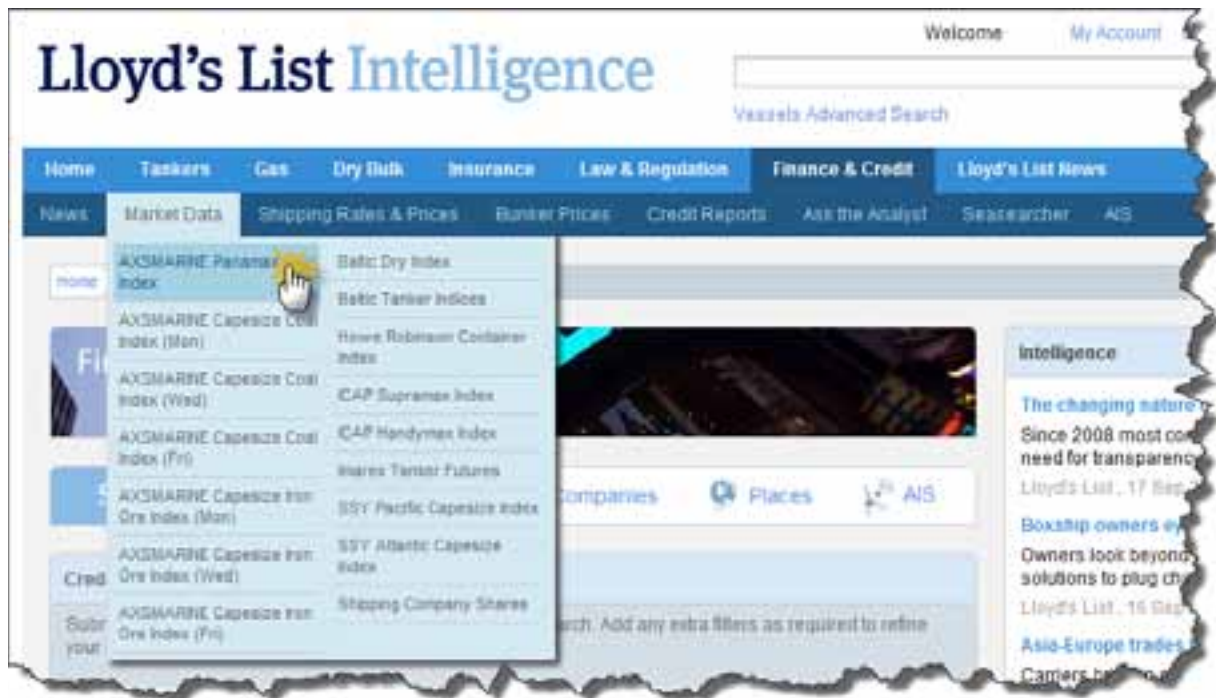 Welcome My Account
Lloyd's List Intelligence
Vessels Advanced Search
Home Tankers Gas Dry Bulk Insurance Law & Regulation Finance & Credit Lloyd's List News
News Market Data Shipping Rates & Prices Bunker Prices Credit Reports Ask the Analyst Seasearcher AIS
AXSMARINE Panamax
Index
AXSMARINE Capesize Coal
Index (Mon)
AXSMARINE Capesize Coal
Index (Wed)
AXSMARINE Capesize Coal
Index (Fri)
AXSMARINE Capesize Iron
Ore Index (Mon)
AXSMARINE Capesize Iron
Ore Index (Wed)
AXSMARINE Capesize Iron
Ore Index (Fri)
Baltic Dry Index
Baltic Tanker Indices
Howe Robinson Container
Index
ICAP Supramax Index
ICAP Handymax Index
Imarex Tanker Futures
SSY Pacific Capesize Index
SSY Atlantic Capesize
Index
Shipping Company Shares
Home
Fi
Companies Places AIS
Cred
Subm
arch. Add any extra filters as required to refine
your
Intelligence
The changing nature
Since 2008 most co
need for transparency
Lloyd's List, 17 Sep
Boxship owners ey
Owners look beyond
solutions to plug ch
Lloyd's List, 16 Sep
Asia-Europe trades
Carriers